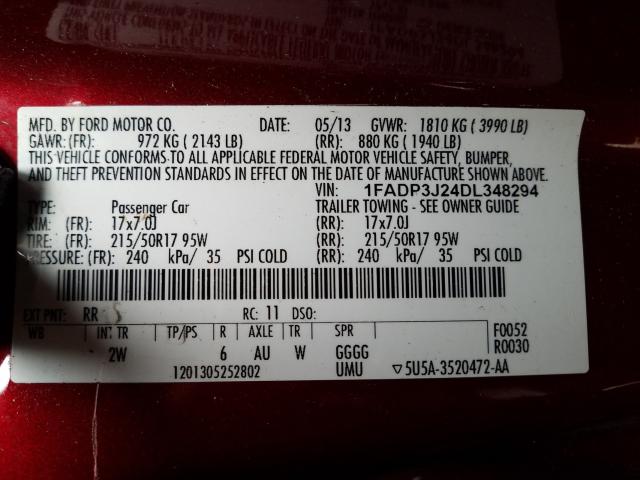 MFD. BY FORD MOTOR CO. DATE: 05/13 GVWR: 1810 KG ( 3990 LB)
GAWR: (FR): 972 KG ( 2143 LB) (RR): 880 KG ( 1940 LB)
THIS VEHICLE CONFORMS TO ALL APPLICABLE FEDERAL MOTOR VEHICLE SAFETY, BUMPER,
AND THEFT PREVENTION STANDARDS IN EFFECT ON THE DATE OF MANUFACTURE SHOWN ABOVE.
VIN: 1FADP3J24DL348294
TYPE: Passenger Car TRAILER TOWING - SEE OWNER GUIDE
RIM: (FR): 17x7.0J (RR): 17x7.0J
TIRE: (FR): 215/50R17 95W (RR): 215/50R17 95W
PRESSURE: (FR): 240 kPa/ 35 PSI COLD (RR): 240 kPa/ 35 PSI COLD
EXT PNT: RR RC: 11 DSO:
WB INT TR TP/PS R AXLE TR SPR F0052
2W 6 AU W GGGG R0030
1201305252802 UMU ▽5U5A-3520472-AA